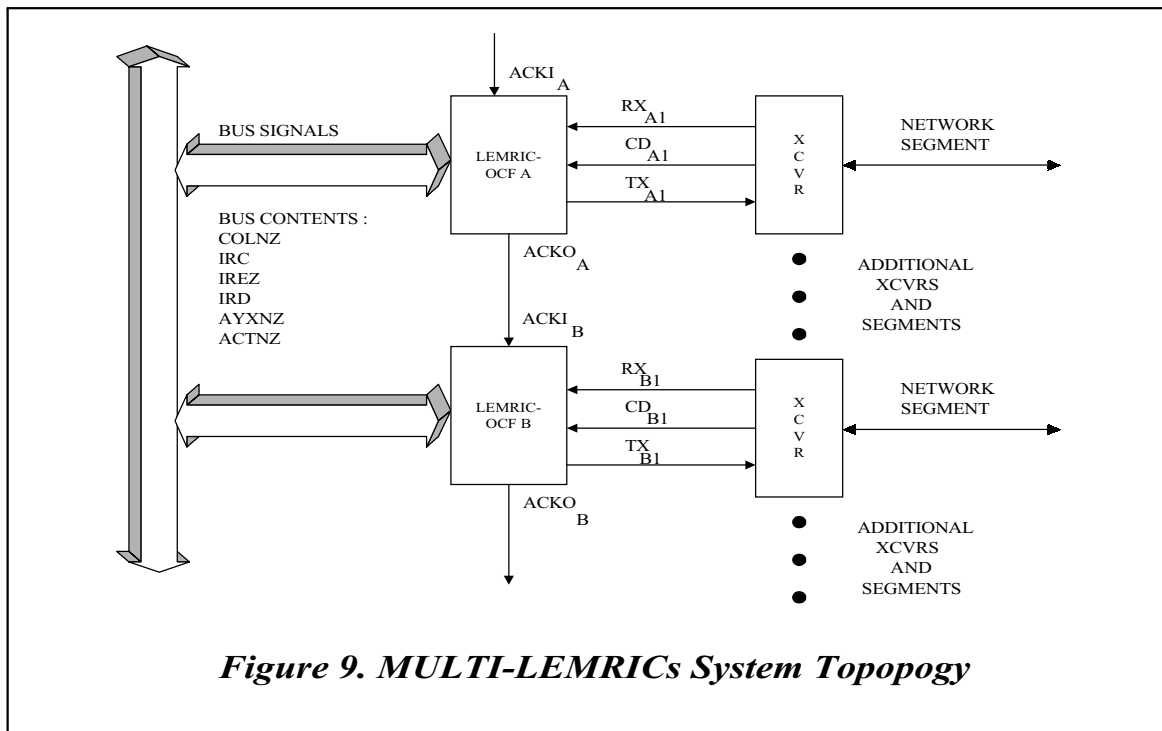 ACKI A
BUS SIGNALS
LEMRIC-
OCF A
RX A1
CD A1
TX A1
X
C
V
R
NETWORK
SEGMENT
BUS CONTENTS :
COLNZ
IRC
IREZ
IRD
AYXNZ
ACTNZ
ACKO A
ACKI B
ADDITIONAL
XCVRS
AND
SEGMENTS
LEMRIC-
OCF B
RX B1
CD B1
TX B1
X
C
V
R
NETWORK
SEGMENT
ACKO B
ADDITIONAL
XCVRS
AND
SEGMENTS
Figure 9. MULTI-LEMRICs System Topopogy